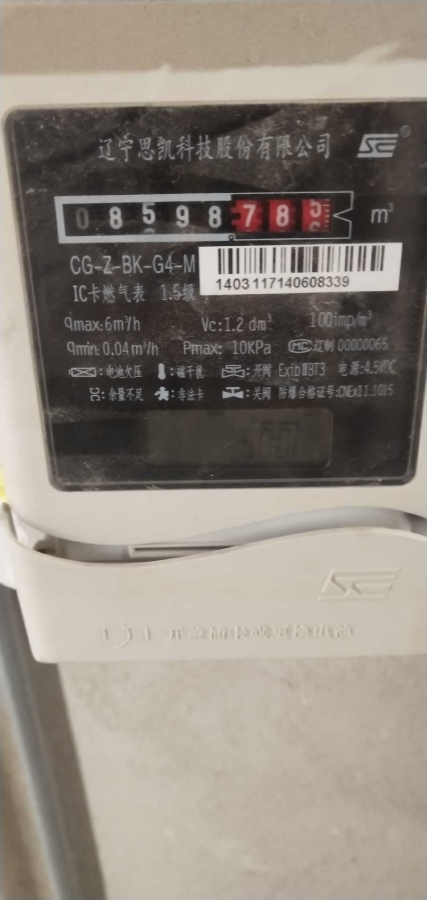 辽宁思凯科技股份有限公司 SC®
08598785 m³
CG-Z-BK-G4-M
IC卡燃气表 1.5级
1403117140608339
qmax:6m³/h Vc:1.2 dm³ 100imp/m³
qmin:0.04m³/h Pmax: 10KPa MC 辽制 00000065
:电池欠压 :磁干扰 :开阀 ExibⅡBT3 电源:4.5VDC
:余量不足 :非法卡 :关阀 防爆合格证号:CNEx11.1015
SC